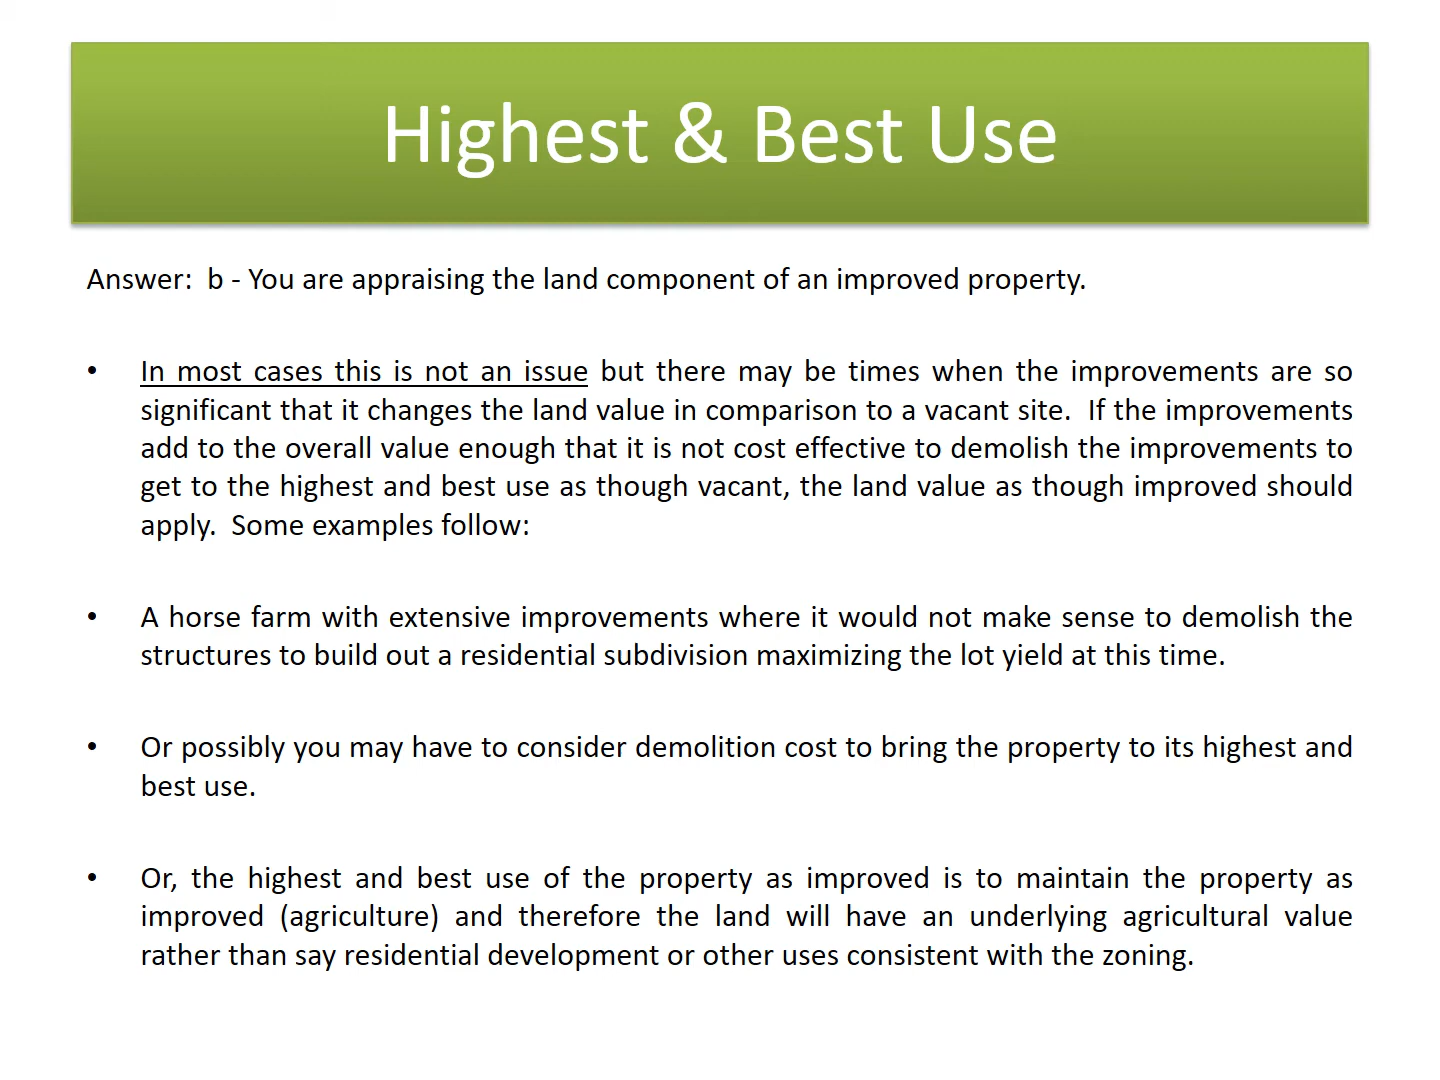 Highest & Best Use
Answer:  b - You are appraising the land component of an improved property.
• In most cases this is not an issue but there may be times when the improvements are so
significant that it changes the land value in comparison to a vacant site.  If the improvements
add to the overall value enough that it is not cost effective to demolish the improvements to
get to the highest and best use as though vacant, the land value as though improved should
apply.  Some examples follow:
• A horse farm with extensive improvements where it would not make sense to demolish the
structures to build out a residential subdivision maximizing the lot yield at this time.
• Or possibly you may have to consider demolition cost to bring the property to its highest and
best use.
• Or, the highest and best use of the property as improved is to maintain the property as
improved (agriculture) and therefore the land will have an underlying agricultural value
rather than say residential development or other uses consistent with the zoning.